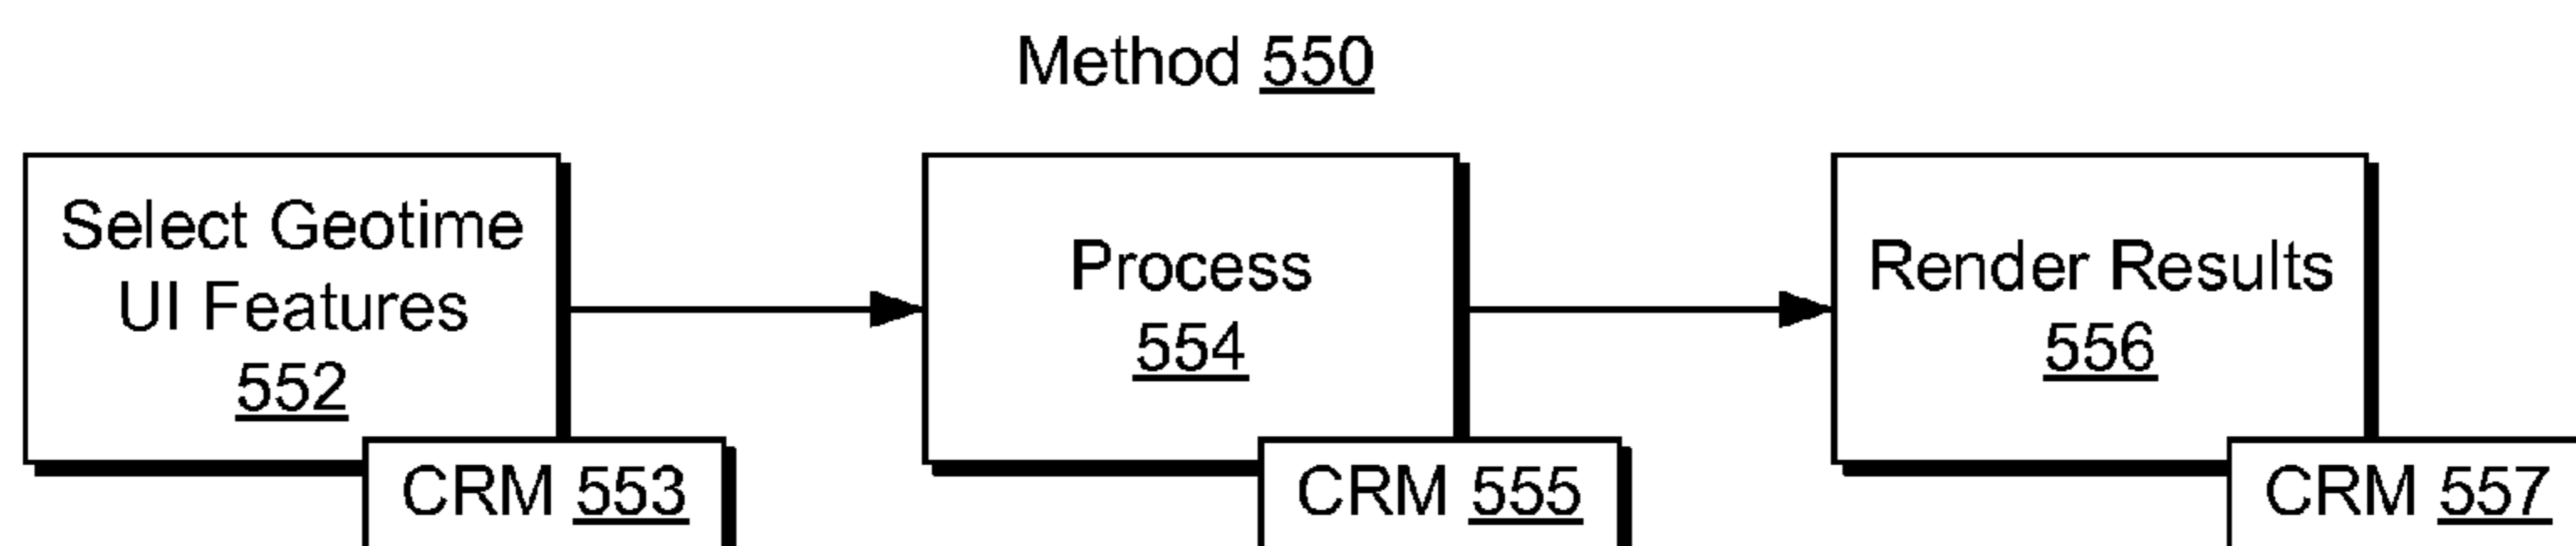 Method 550
Select Geotime
UI Features
552
CRM 553
Process
554
CRM 555
Render Results
556
CRM 557